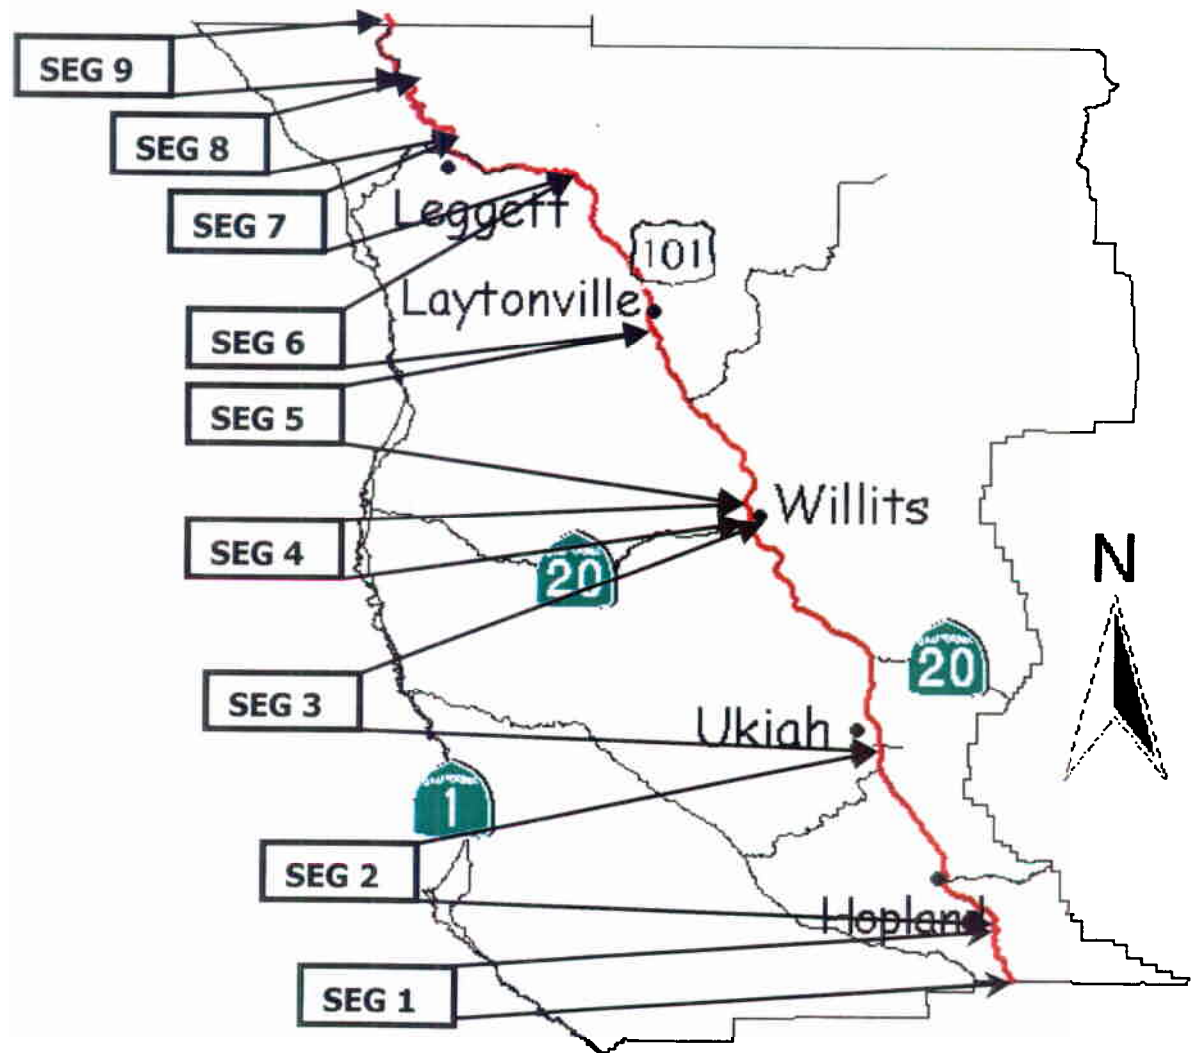 SEG 9
SEG 8
SEG 7
Leggett
101
Laytonville
SEG 6
SEG 5
Willits
SEG 4
20
N
20
SEG 3
Ukiah
1
SEG 2
Hopland
SEG 1